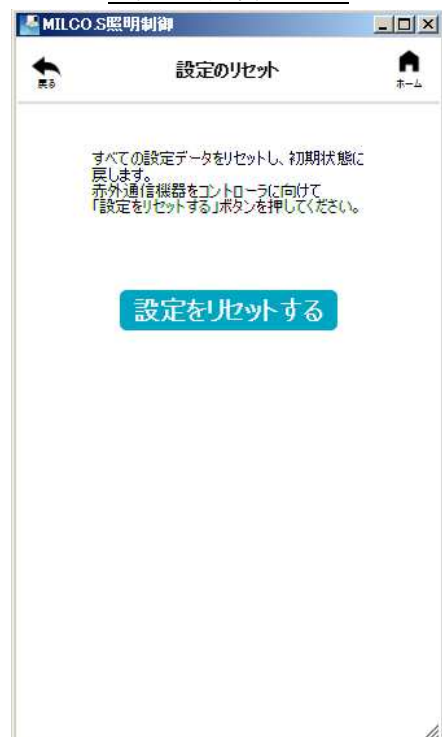 MILCO.S照明制御
戻る
設定のリセット
ホーム
すべての設定データをリセットし、初期状態に
戻します。
赤外通信機器をコントローラに向けて
「設定をリセットする」ボタンを押してください。
設定をリセットする